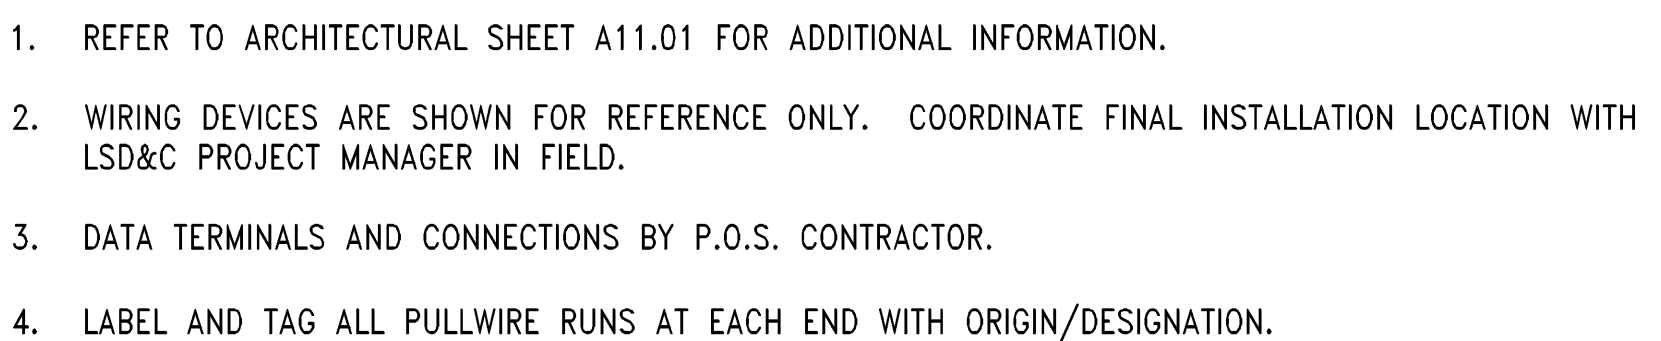 1. REFER TO ARCHITECTURAL SHEET A11.01 FOR ADDITIONAL INFORMATION.
2. WIRING DEVICES ARE SHOWN FOR REFERENCE ONLY. COORDINATE FINAL INSTALLATION LOCATION WITH
LSD&C PROJECT MANAGER IN FIELD.
3. DATA TERMINALS AND CONNECTIONS BY P.O.S. CONTRACTOR.
4. LABEL AND TAG ALL PULLWIRE RUNS AT EACH END WITH ORIGIN/DESIGNATION.